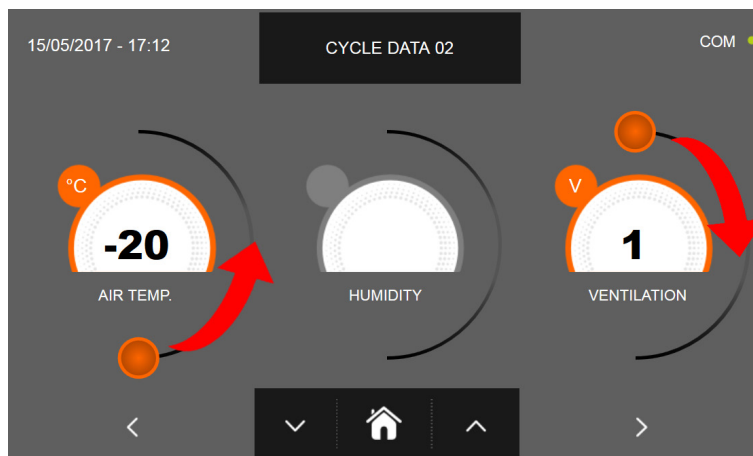 15/05/2017 - 17:12
CYCLE DATA 02
COM
°C
V
-20
1
AIR TEMP.
HUMIDITY
VENTILATION